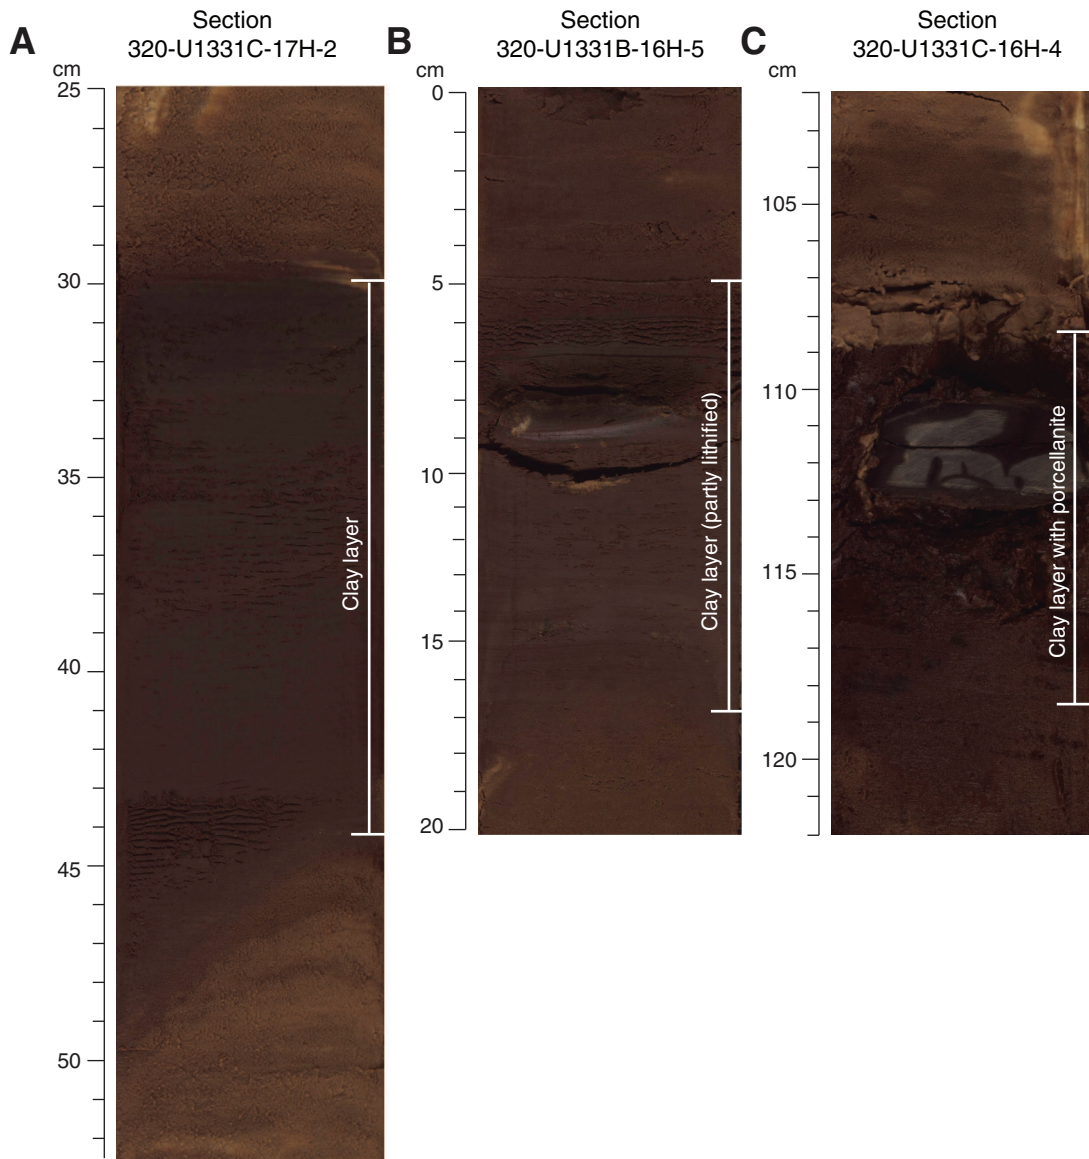 A
Section
320-U1331C-17H-2
cm
25
30
35
40
45
50
Clay layer
B
Section
320-U1331B-16H-5
cm
0
5
10
15
20
Clay layer (partly lithified)
C
Section
320-U1331C-16H-4
cm
105
110
115
120
Clay layer with porcellanite